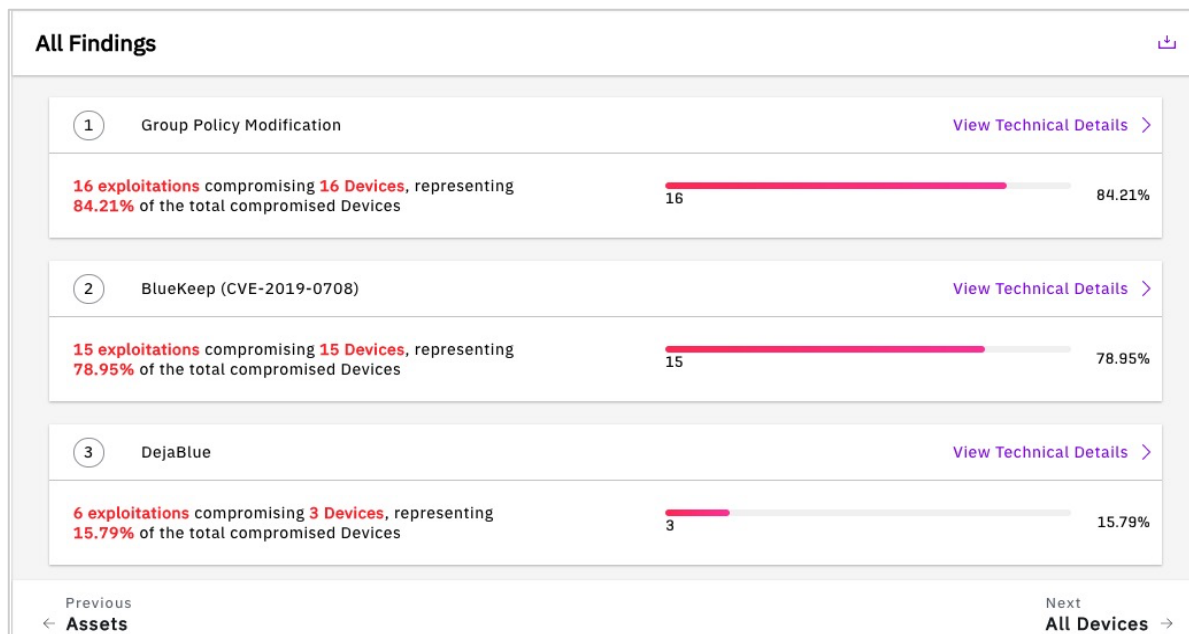 All Findings
1 Group Policy Modification View Technical Details
16 exploitations compromising 16 Devices, representing
84.21% of the total compromised Devices
16
84.21%
2 BlueKeep (CVE-2019-0708) View Technical Details
15 exploitations compromising 15 Devices, representing
78.95% of the total compromised Devices
15
78.95%
3 DejaBlue View Technical Details
6 exploitations compromising 3 Devices, representing
15.79% of the total compromised Devices
3
15.79%
Previous
← Assets
Next
All Devices →